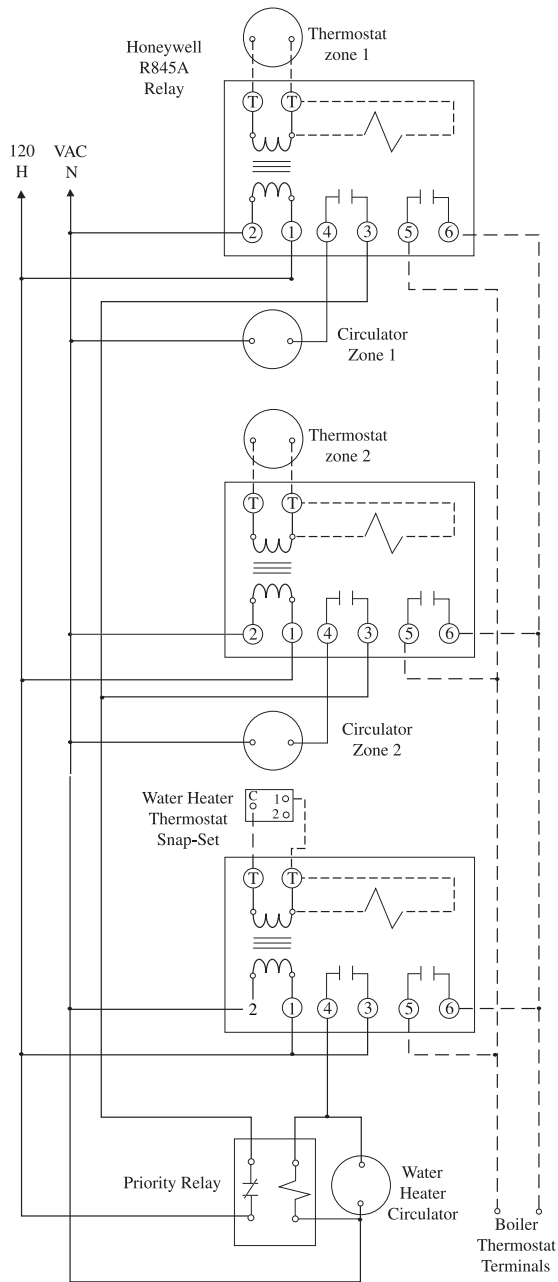 Honeywell
R845A
Relay
Thermostat
zone 1
120 VAC
H N
T T
2 1 4 3 5 6
Circulator
Zone 1
Thermostat
zone 2
T T
2 1 4 3 5 6
Circulator
Zone 2
Water Heater
Thermostat
Snap-Set
C 1
2
T T
2 1 4 3 5 6
Priority Relay
Water
Heater
Circulator
Boiler
Thermostat
Terminals